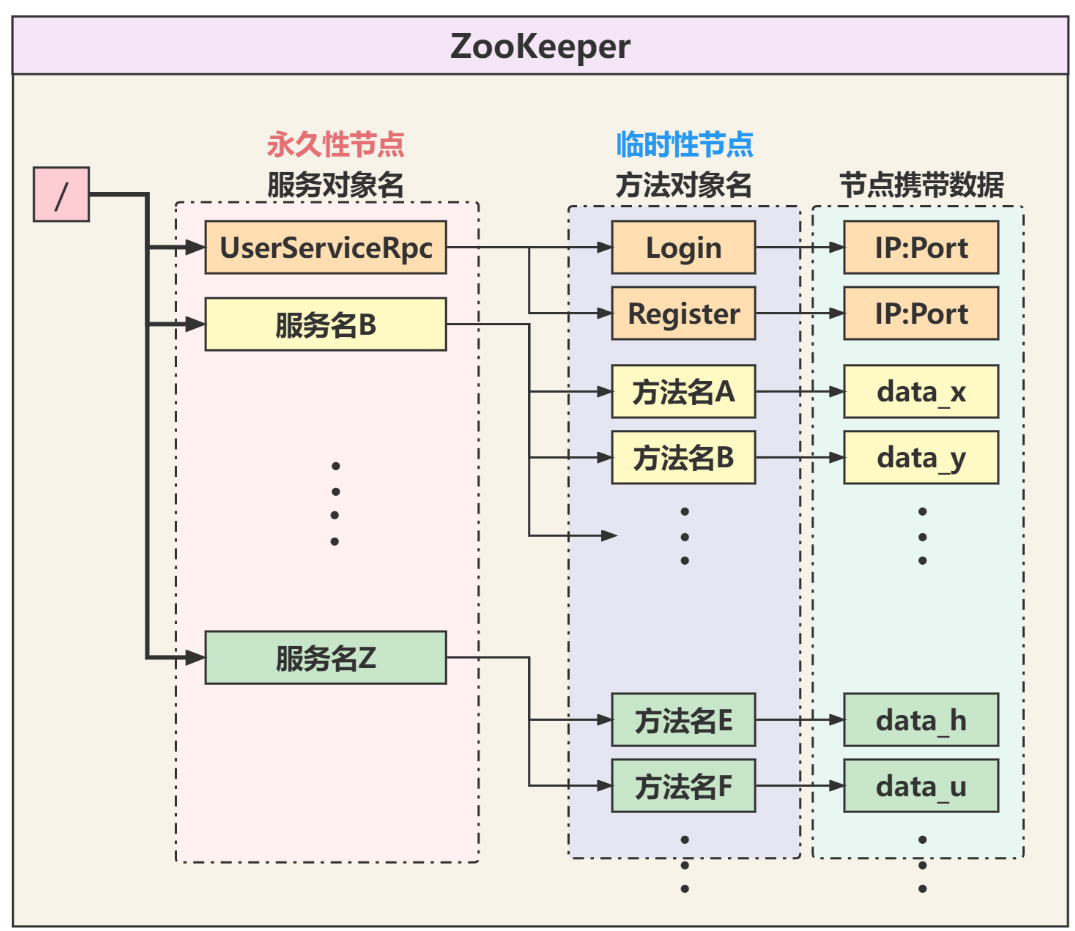 ZooKeeper
永久性节点
服务对象名
临时性节点
方法对象名
节点携带数据
/
UserServiceRpc
Login
IP:Port
Register
IP:Port
服务名B
方法名A
data_x
方法名B
data_y
服务名Z
方法名E
data_h
方法名F
data_u